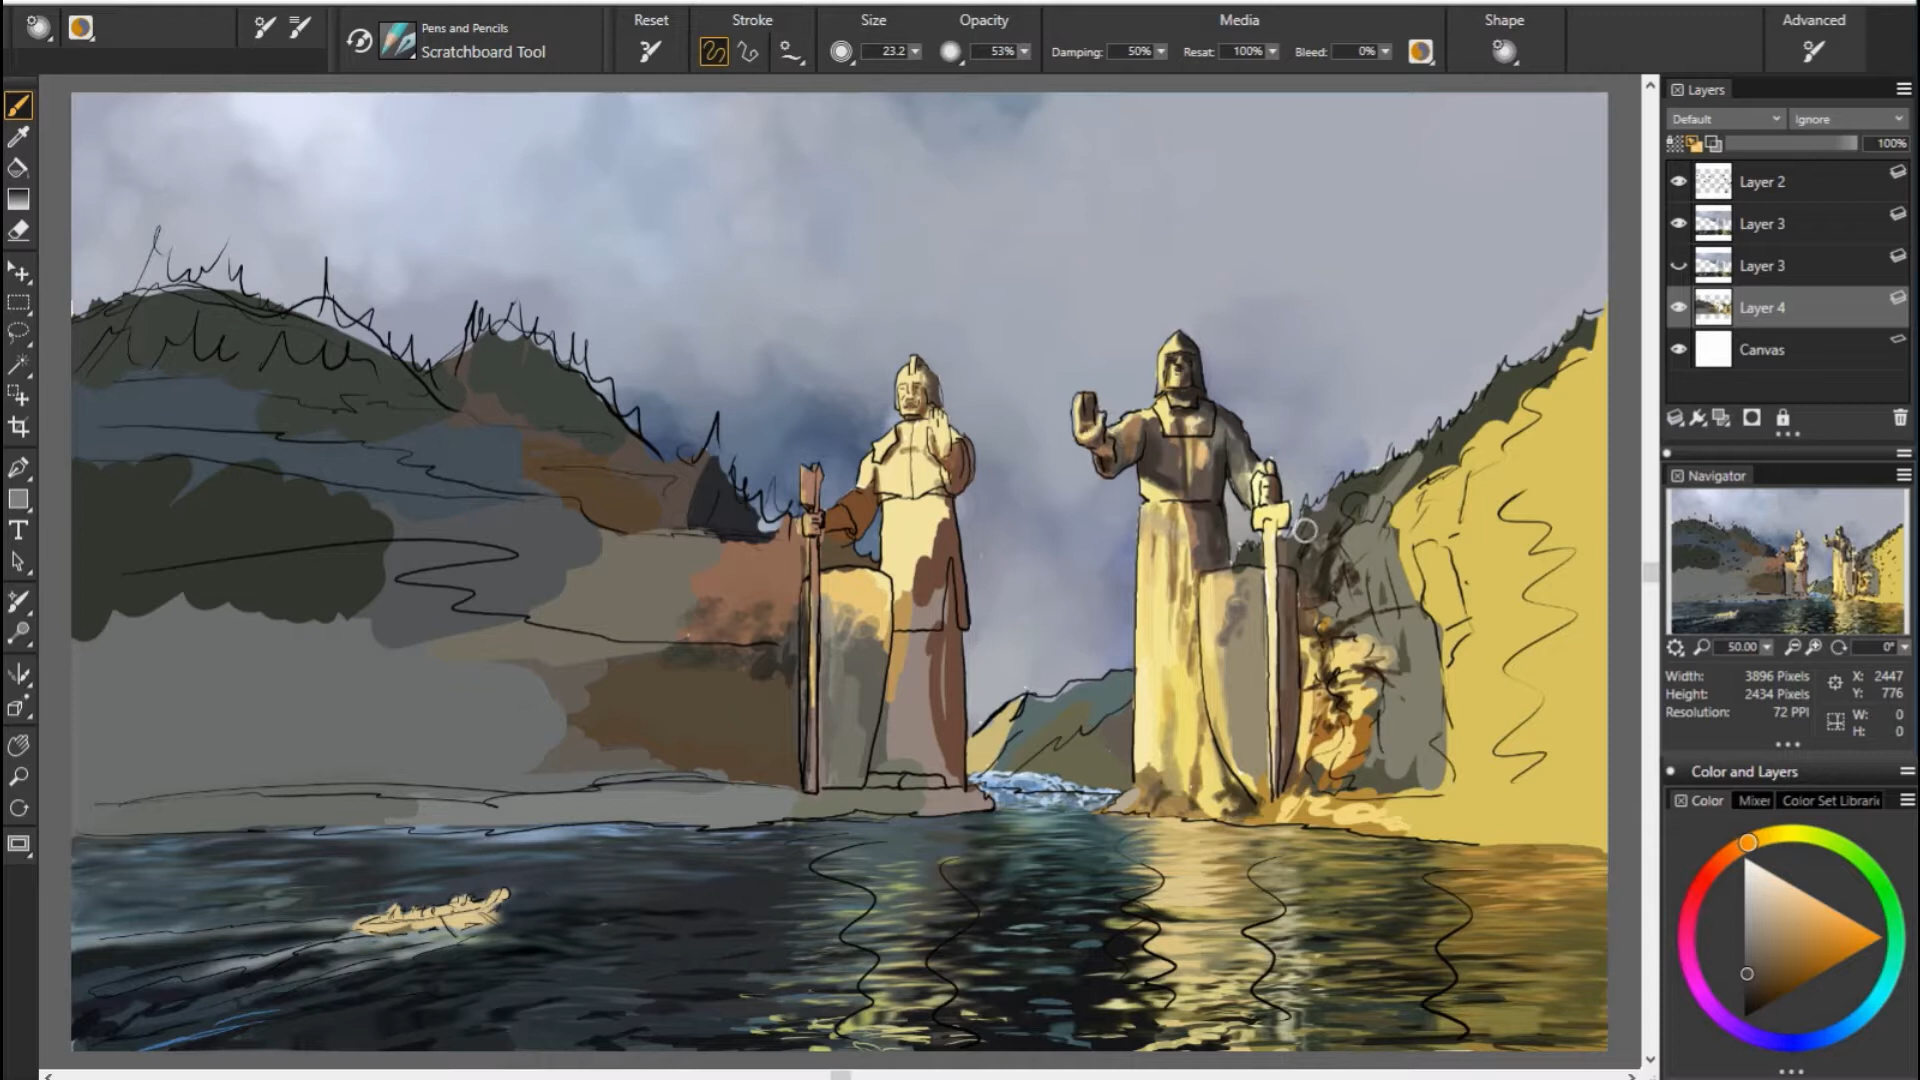 Reset
Stroke
Size
Opacity
Media
Shape
Advanced
Pens and Pencils
Scratchboard Tool
23.2
53%
Damping: 50%
Resat: 100%
Bleed: 0%
Layers
Default
Ignore
100%
Layer 2
Layer 3
Layer 3
Layer 4
Canvas
Navigator
50.00
0°
Width: 3896 Pixels
X: 2447
Height: 2434 Pixels
Y: 776
Resolution: 72 PPI
W: 0
H: 0
Color and Layers
Color
Mixer
Color Set Librari
T